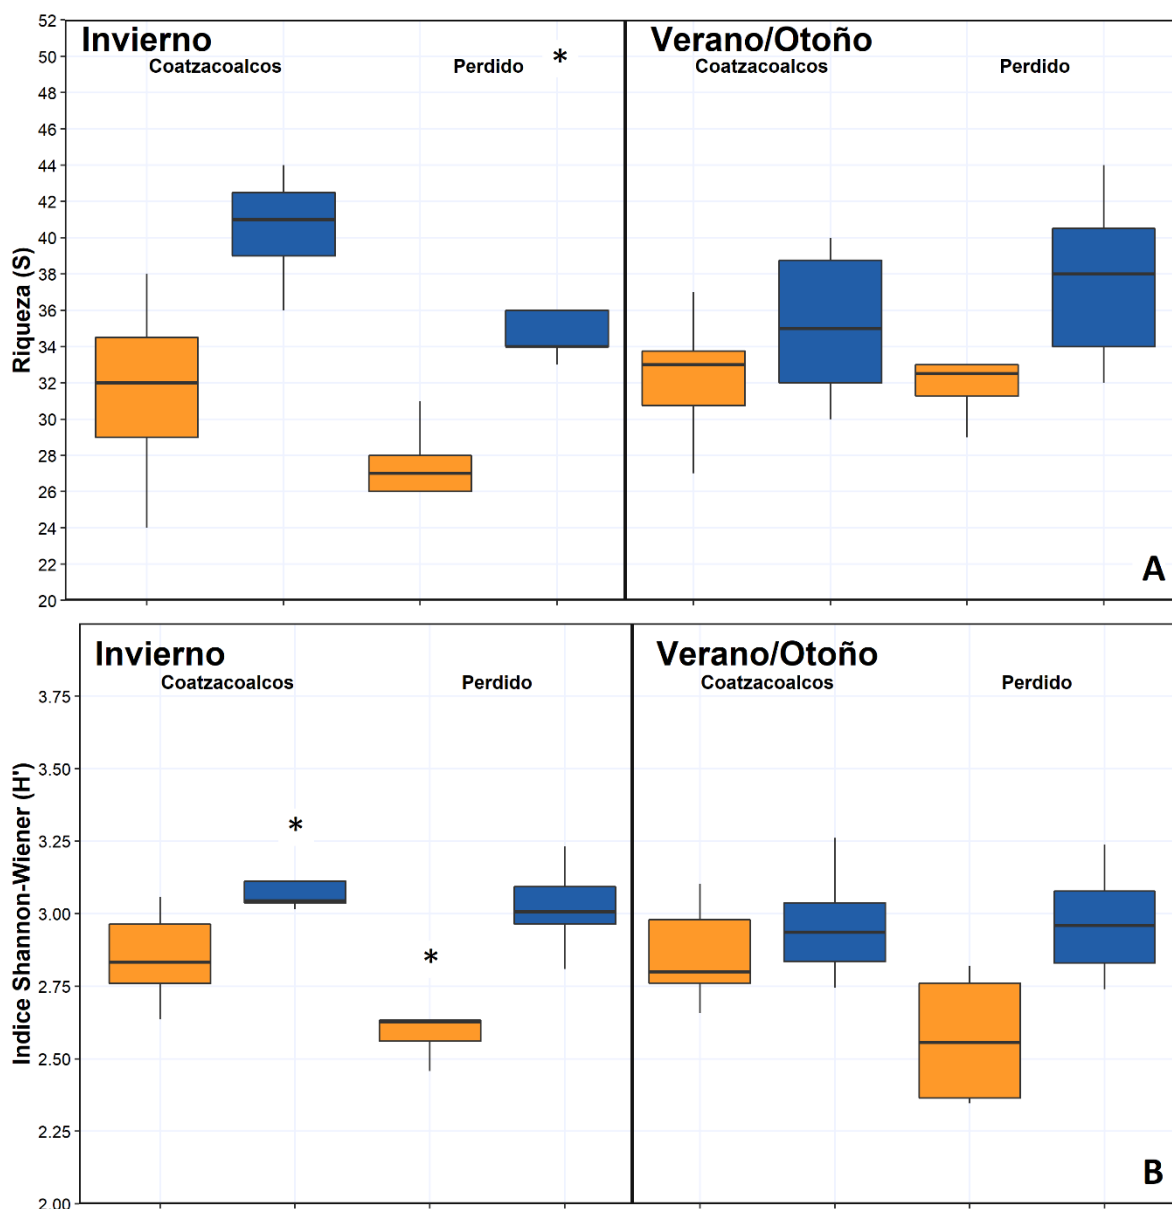 Invierno
Verano/Otoño
Coatzacoalcos
Perdido
*
Coatzacoalcos
Perdido
Riqueza (S)
52
50
48
46
44
42
40
38
36
34
32
30
28
26
24
22
20
A
Invierno
Verano/Otoño
Coatzacoalcos
Perdido
Coatzacoalcos
Perdido
Indice Shannon-Wiener (H')
3.75
3.50
3.25
3.00
2.75
2.50
2.25
2.00
*
*
B